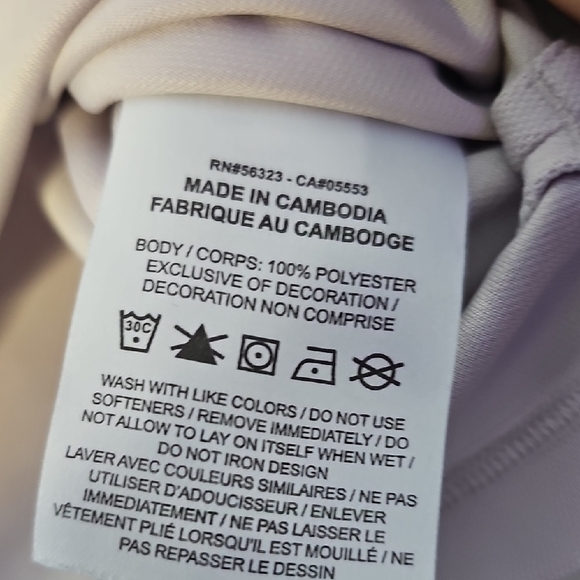 RN#56323 - CA#05553
MADE IN CAMBODIA
FABRIQUE AU CAMBODGE
BODY / CORPS: 100% POLYESTER
EXCLUSIVE OF DECORATION /
DECORATION NON COMPRISE
30C
WASH WITH LIKE COLORS / DO NOT USE
SOFTENERS / REMOVE IMMEDIATELY / DO
NOT ALLOW TO LAY ON ITSELF WHEN WET /
DO NOT IRON DESIGN
LAVER AVEC COULEURS SIMILAIRES / NE PAS
UTILISER D'ADOUCISSEUR / ENLEVER
IMMÉDIATEMENT / NE PAS LAISSER LE
VÊTEMENT PLIÉ LORSQU'IL EST MOUILLÉ / NE
PAS REPASSER LE DESSIN